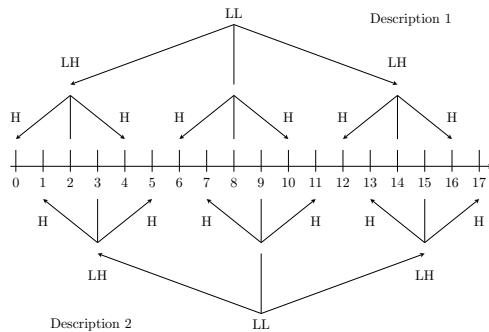 LL
Description 1
LH LH
H H H H H H
0 1 2 3 4 5 6 7 8 9 10 11 12 13 14 15 16 17
H H H H H H
LH LH
Description 2
LL